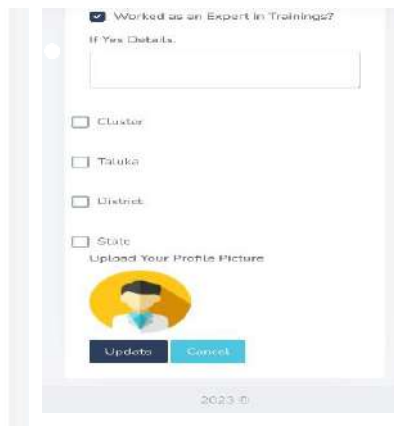 Worked as an Expert in Trainings?
If Yes Details.
Cluster
Taluka
District
State
Upload Your Profile Picture
Update Cancel
2023 ©